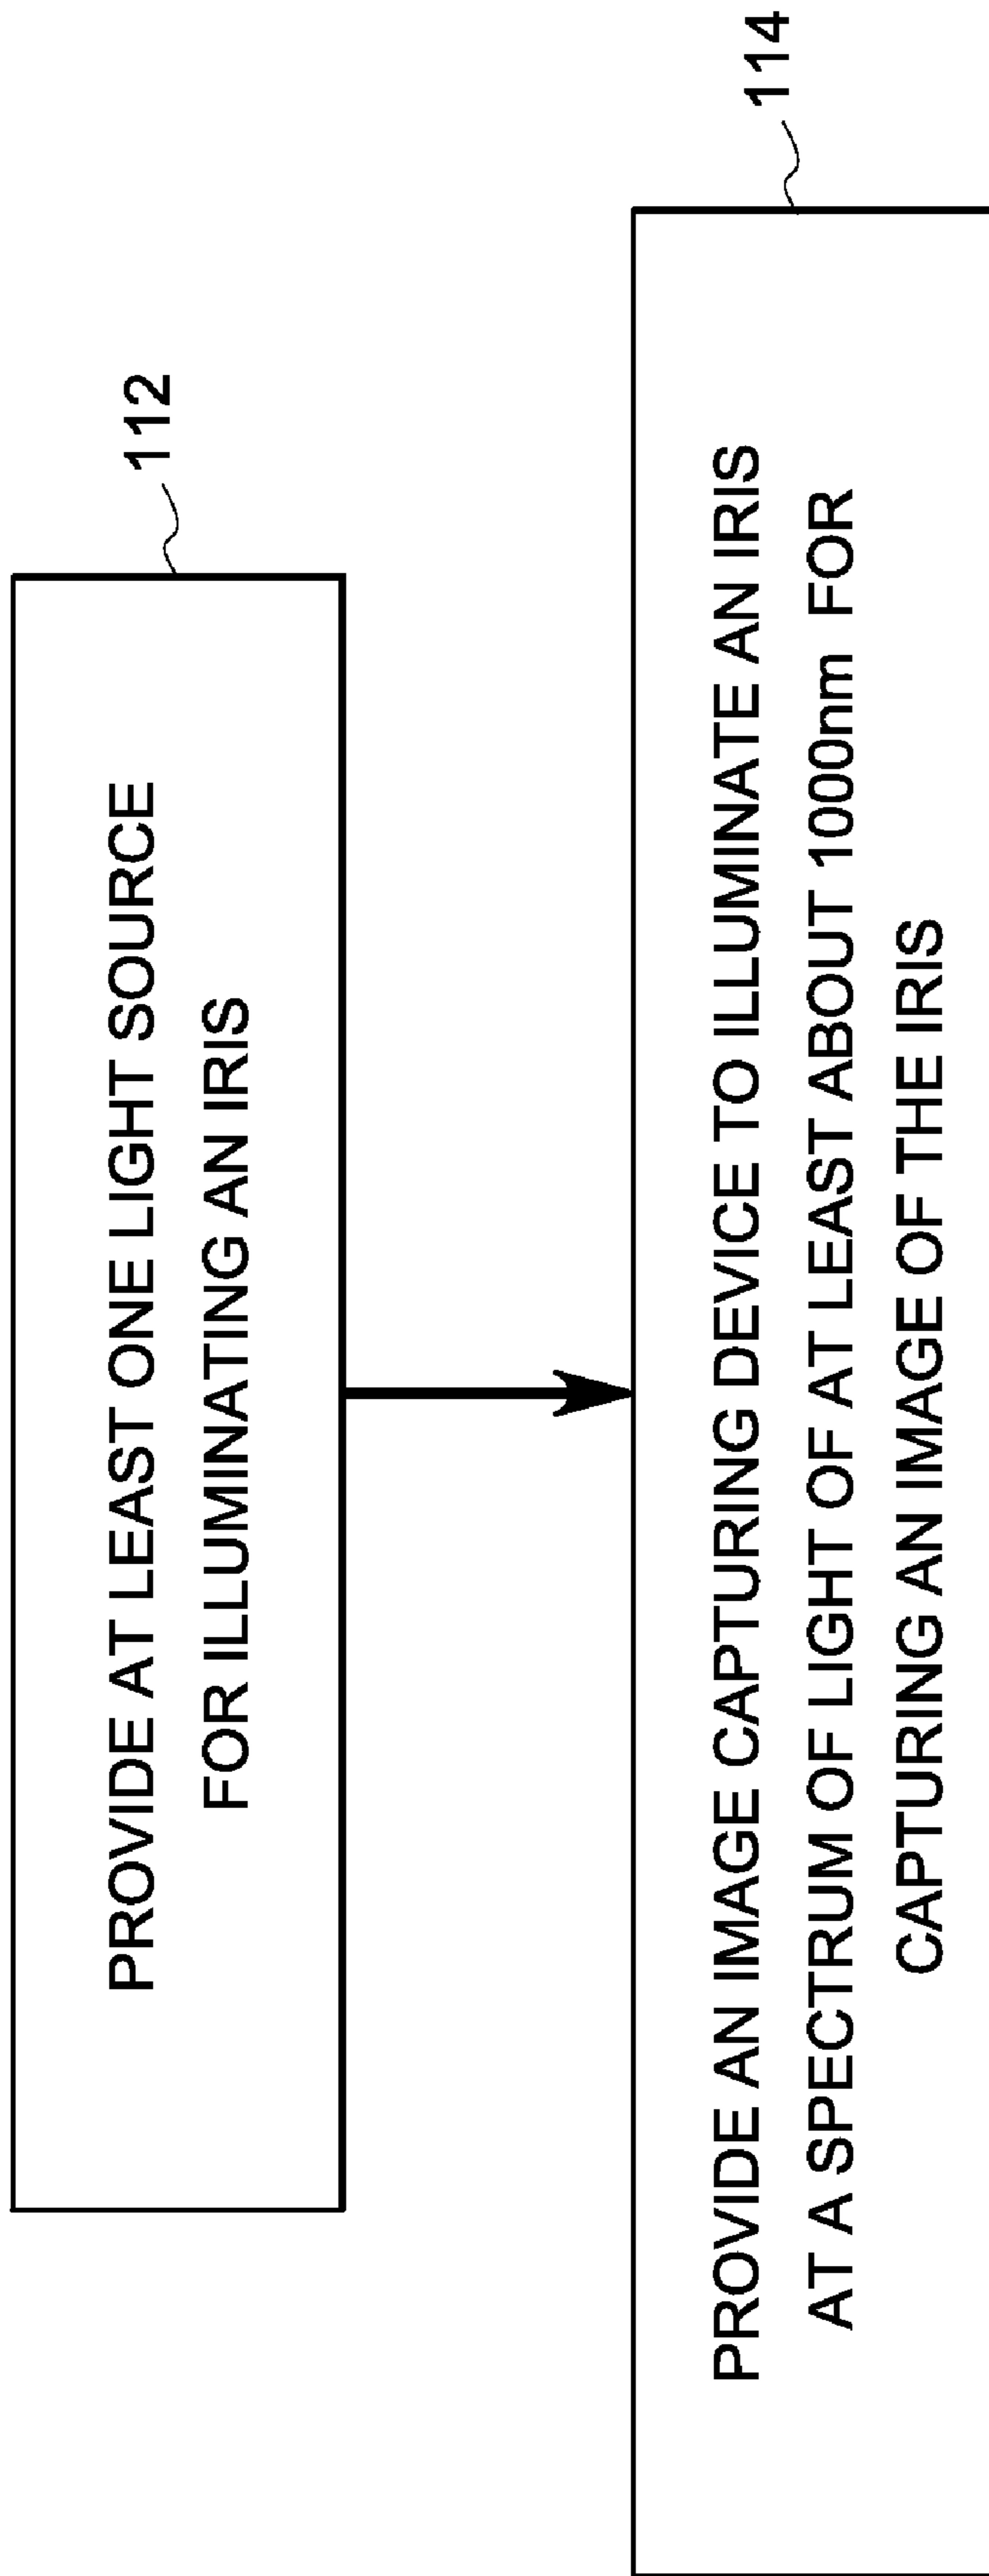 PROVIDE AT LEAST ONE LIGHT SOURCE
FOR ILLUMINATING AN IRIS
112
PROVIDE AN IMAGE CAPTURING DEVICE TO ILLUMINATE AN IRIS
AT A SPECTRUM OF LIGHT OF AT LEAST ABOUT 1000nm FOR
CAPTURING AN IMAGE OF THE IRIS
114